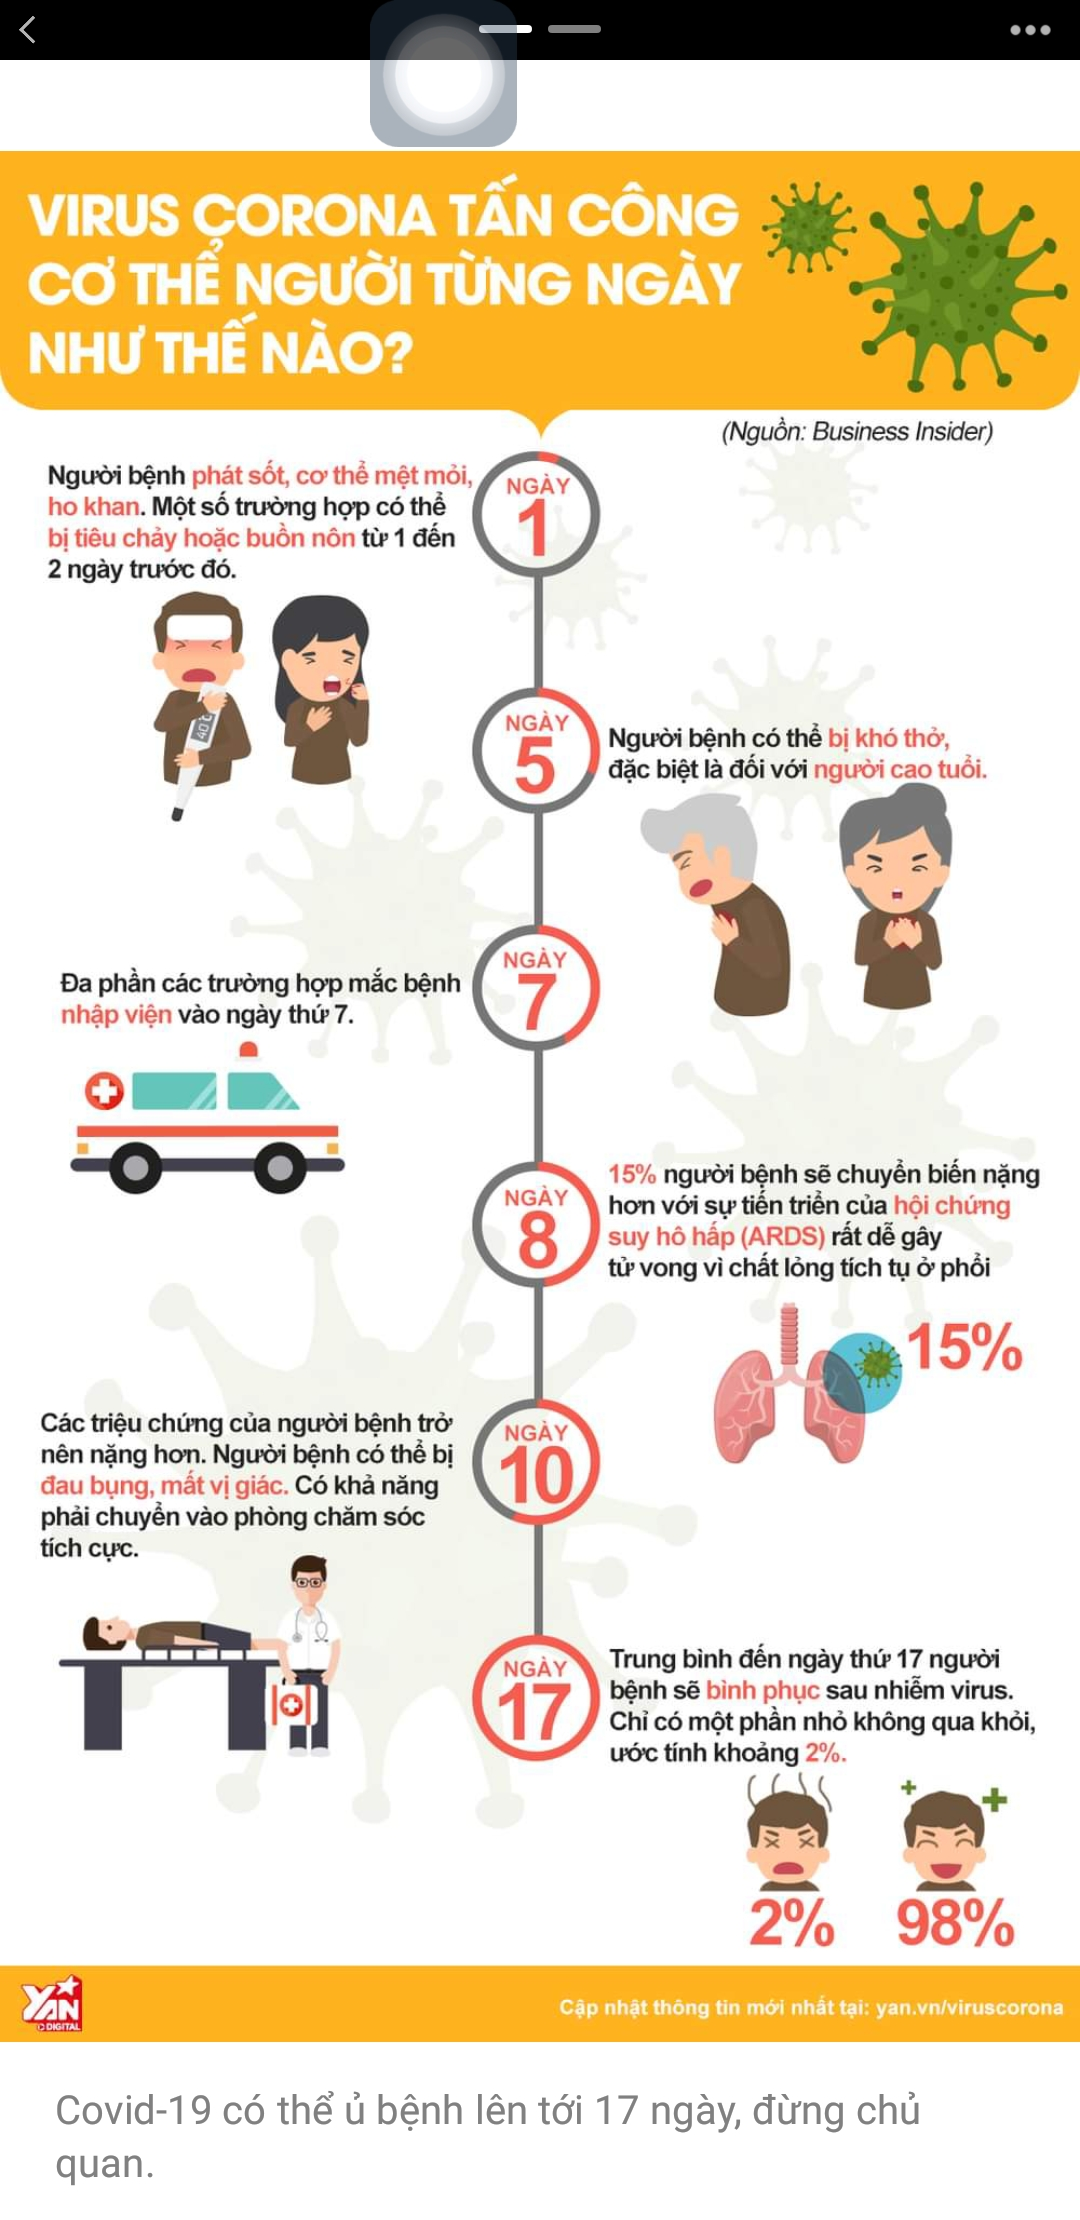 VIRUS CORONA TẤN CÔNG
CƠ THỂ NGƯỜI TỪNG NGÀY
NHƯ THẾ NÀO?
(Nguồn: Business Insider)
Người bệnh phát sốt, cơ thể mệt mỏi,
ho khan. Một số trường hợp có thể
bị tiêu chảy hoặc buồn nôn từ 1 đến
2 ngày trước đó.
NGÀY
1
40°C
NGÀY
5
Người bệnh có thể bị khó thở,
đặc biệt là đối với người cao tuổi.
NGÀY
7
Đa phần các trường hợp mắc bệnh
nhập viện vào ngày thứ 7.
NGÀY
8
15% người bệnh sẽ chuyển biến nặng
hơn với sự tiến triển của hội chứng
suy hô hấp (ARDS) rất dễ gây
tử vong vì chất lỏng tích tụ ở phổi
15%
Các triệu chứng của người bệnh trở
nên nặng hơn. Người bệnh có thể bị
đau bụng, mất vị giác. Có khả năng
phải chuyển vào phòng chăm sóc
tích cực.
NGÀY
10
NGÀY
17
Trung bình đến ngày thứ 17 người
bệnh sẽ bình phục sau nhiễm virus.
Chỉ có một phần nhỏ không qua khỏi,
ước tính khoảng 2%.
2%
98%
YAN
DIGITAL
Cập nhật thông tin mới nhất tại: yan.vn/viruscorona
Covid-19 có thể ủ bệnh lên tới 17 ngày, đừng chủ
quan.